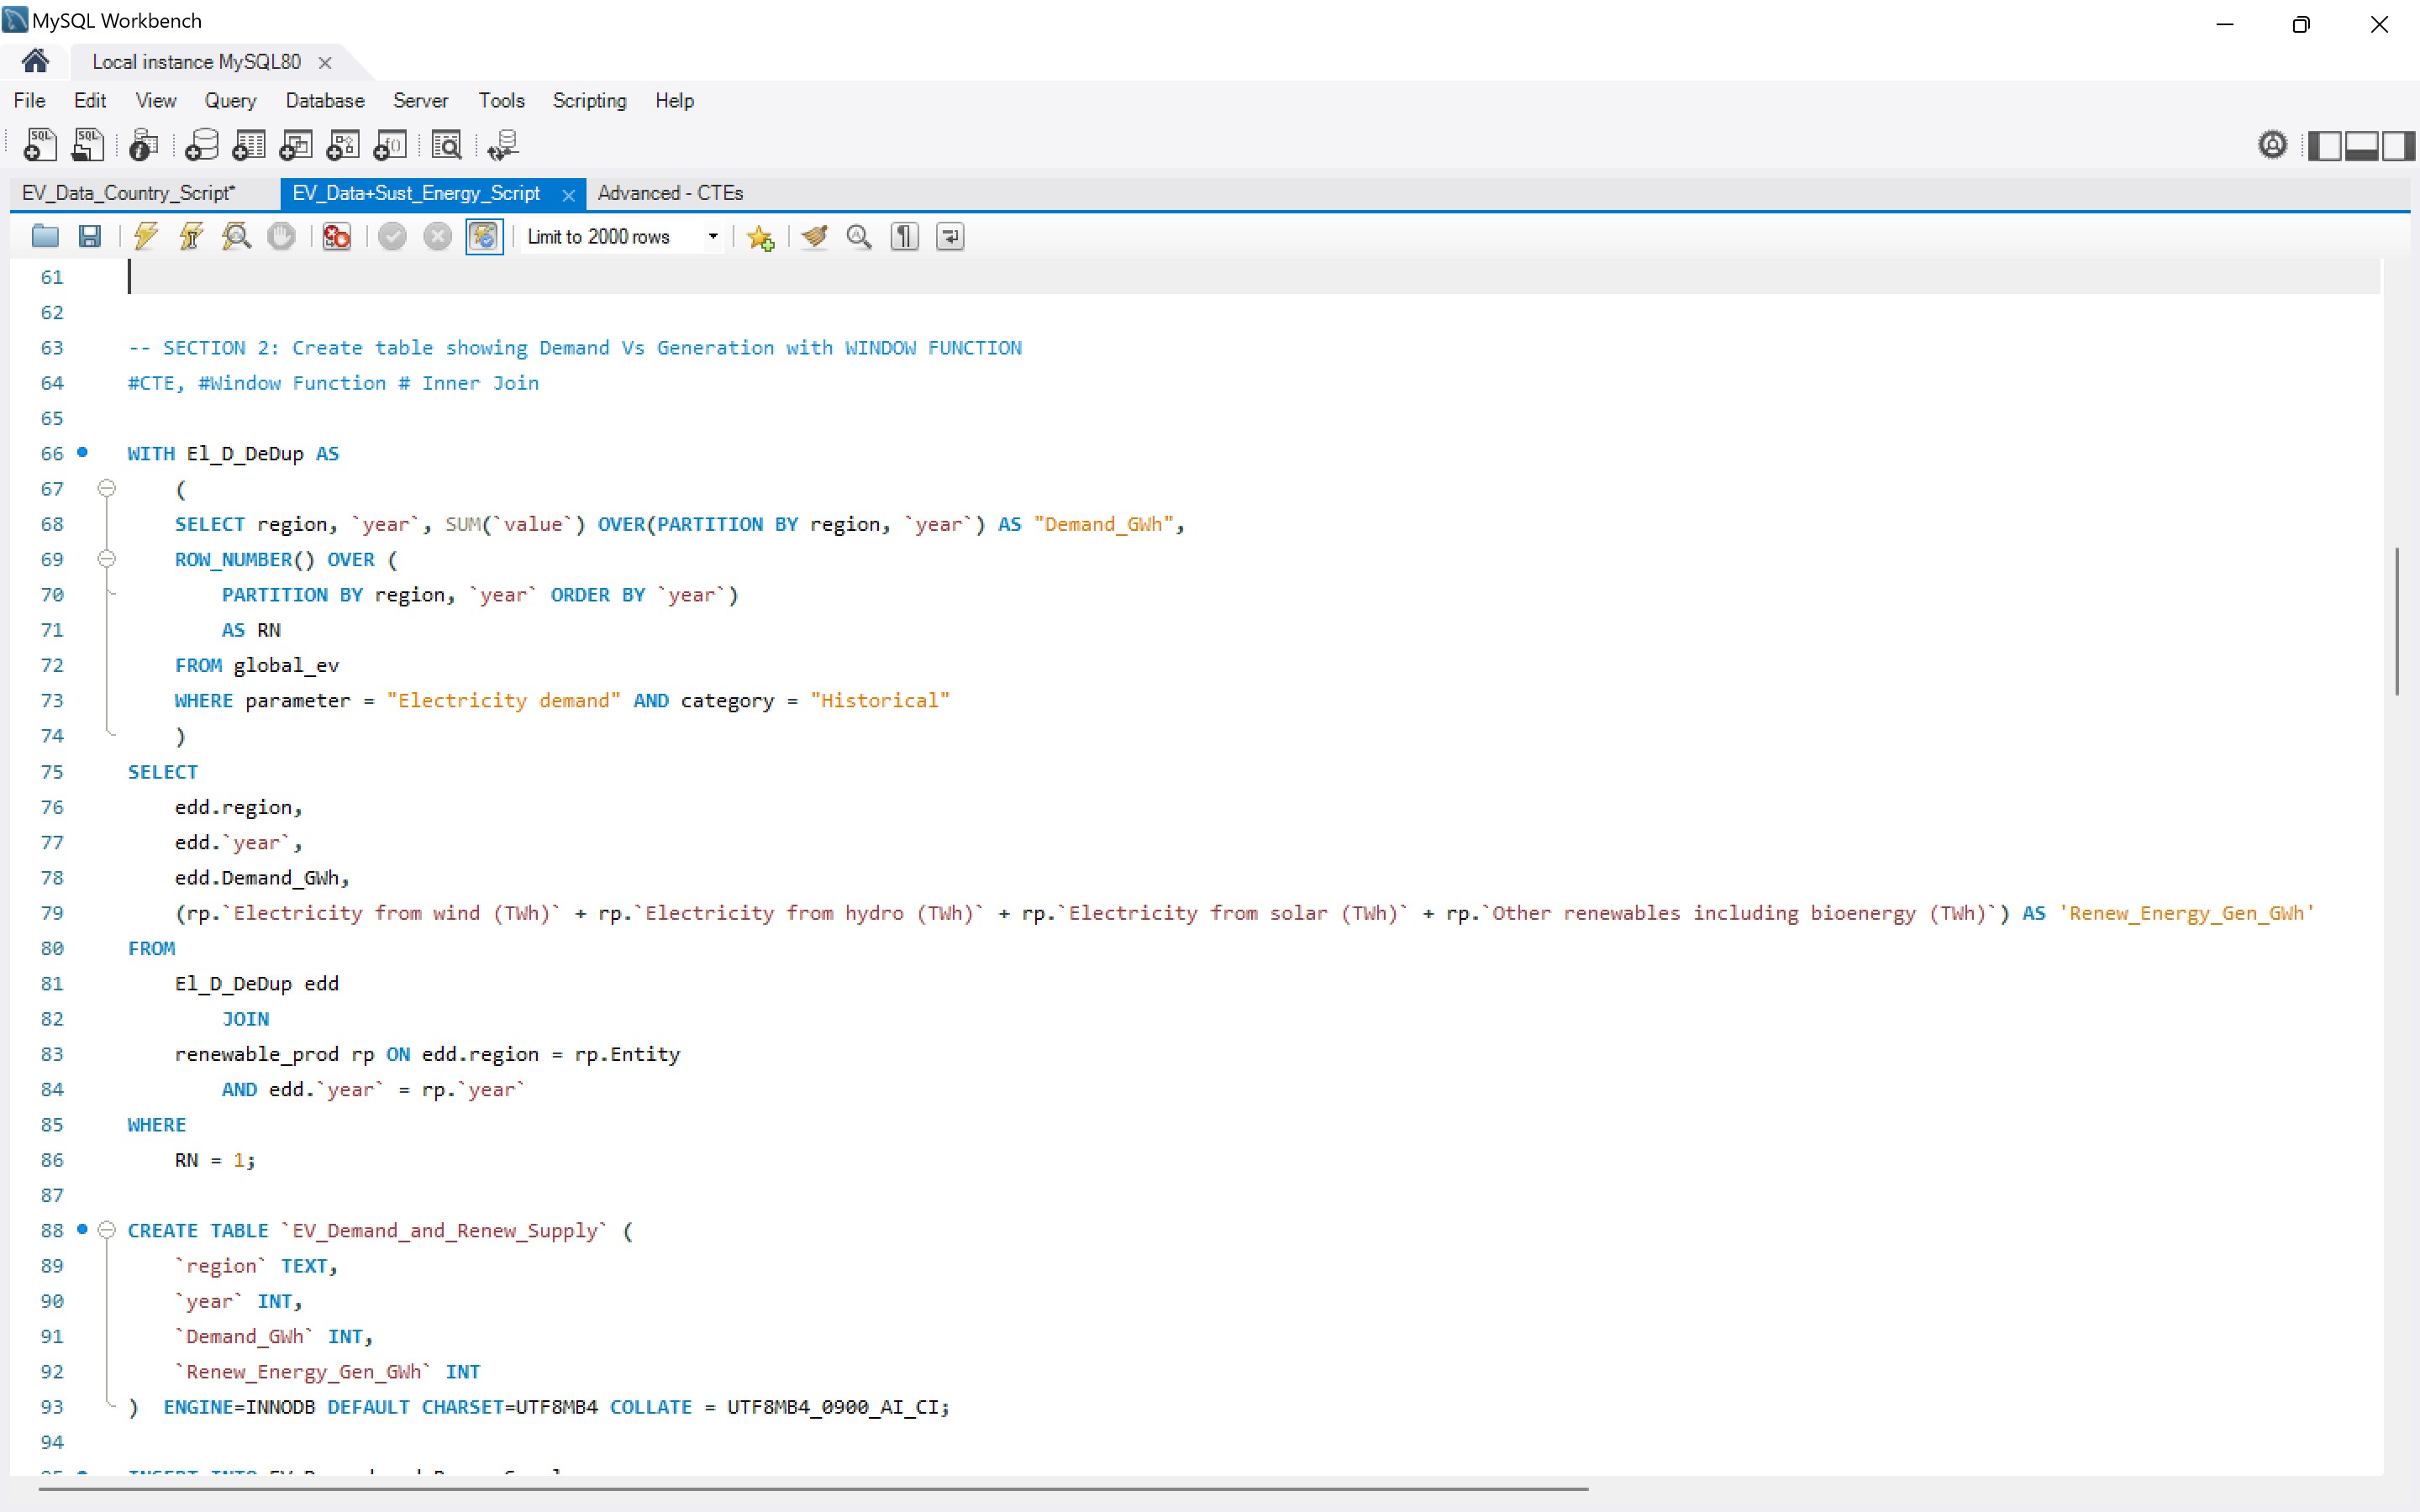 MySQL Workbench
Local instance MySQL80
File Edit View Query Database Server Tools Scripting Help
EV_Data_Country_Script* EV_Data+Sust_Energy_Script Advanced - CTEs
Limit to 2000 rows
61
62
63 -- SECTION 2: Create table showing Demand Vs Generation with WINDOW FUNCTION
64 #CTE, #Window Function # Inner Join
65
66 WITH El_D_DeDup AS
67 (
68 SELECT region, `year`, SUM(`value`) OVER(PARTITION BY region, `year`) AS "Demand_GWh",
69 ROW_NUMBER() OVER (
70 PARTITION BY region, `year` ORDER BY `year`)
71 AS RN
72 FROM global_ev
73 WHERE parameter = "Electricity demand" AND category = "Historical"
74 )
75 SELECT
76 edd.region,
77 edd.`year`,
78 edd.Demand_GWh,
79 (rp.`Electricity from wind (TWh)` + rp.`Electricity from hydro (TWh)` + rp.`Electricity from solar (TWh)` + rp.`Other renewables including bioenergy (TWh)`) AS 'Renew_Energy_Gen_GWh'
80 FROM
81 El_D_DeDup edd
82 JOIN
83 renewable_prod rp ON edd.region = rp.Entity
84 AND edd.`year` = rp.`year`
85 WHERE
86 RN = 1;
87
88 CREATE TABLE `EV_Demand_and_Renew_Supply` (
89 `region` TEXT,
90 `year` INT,
91 `Demand_GWh` INT,
92 `Renew_Energy_Gen_GWh` INT
93 ) ENGINE=INNODB DEFAULT CHARSET=UTF8MB4 COLLATE = UTF8MB4_0900_AI_CI;
94